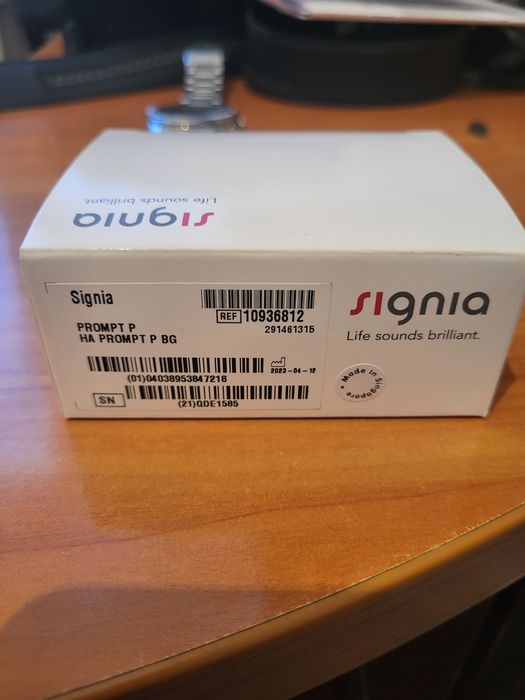 signia
Life sounds brilliant.
Signia
REF 10936812
291461315
PROMPT P
HA PROMPT P BG
2023-04-12
(01)04038953847218
SN
(21)QDE1585
signia
Life sounds brilliant.
* Made in Singapore